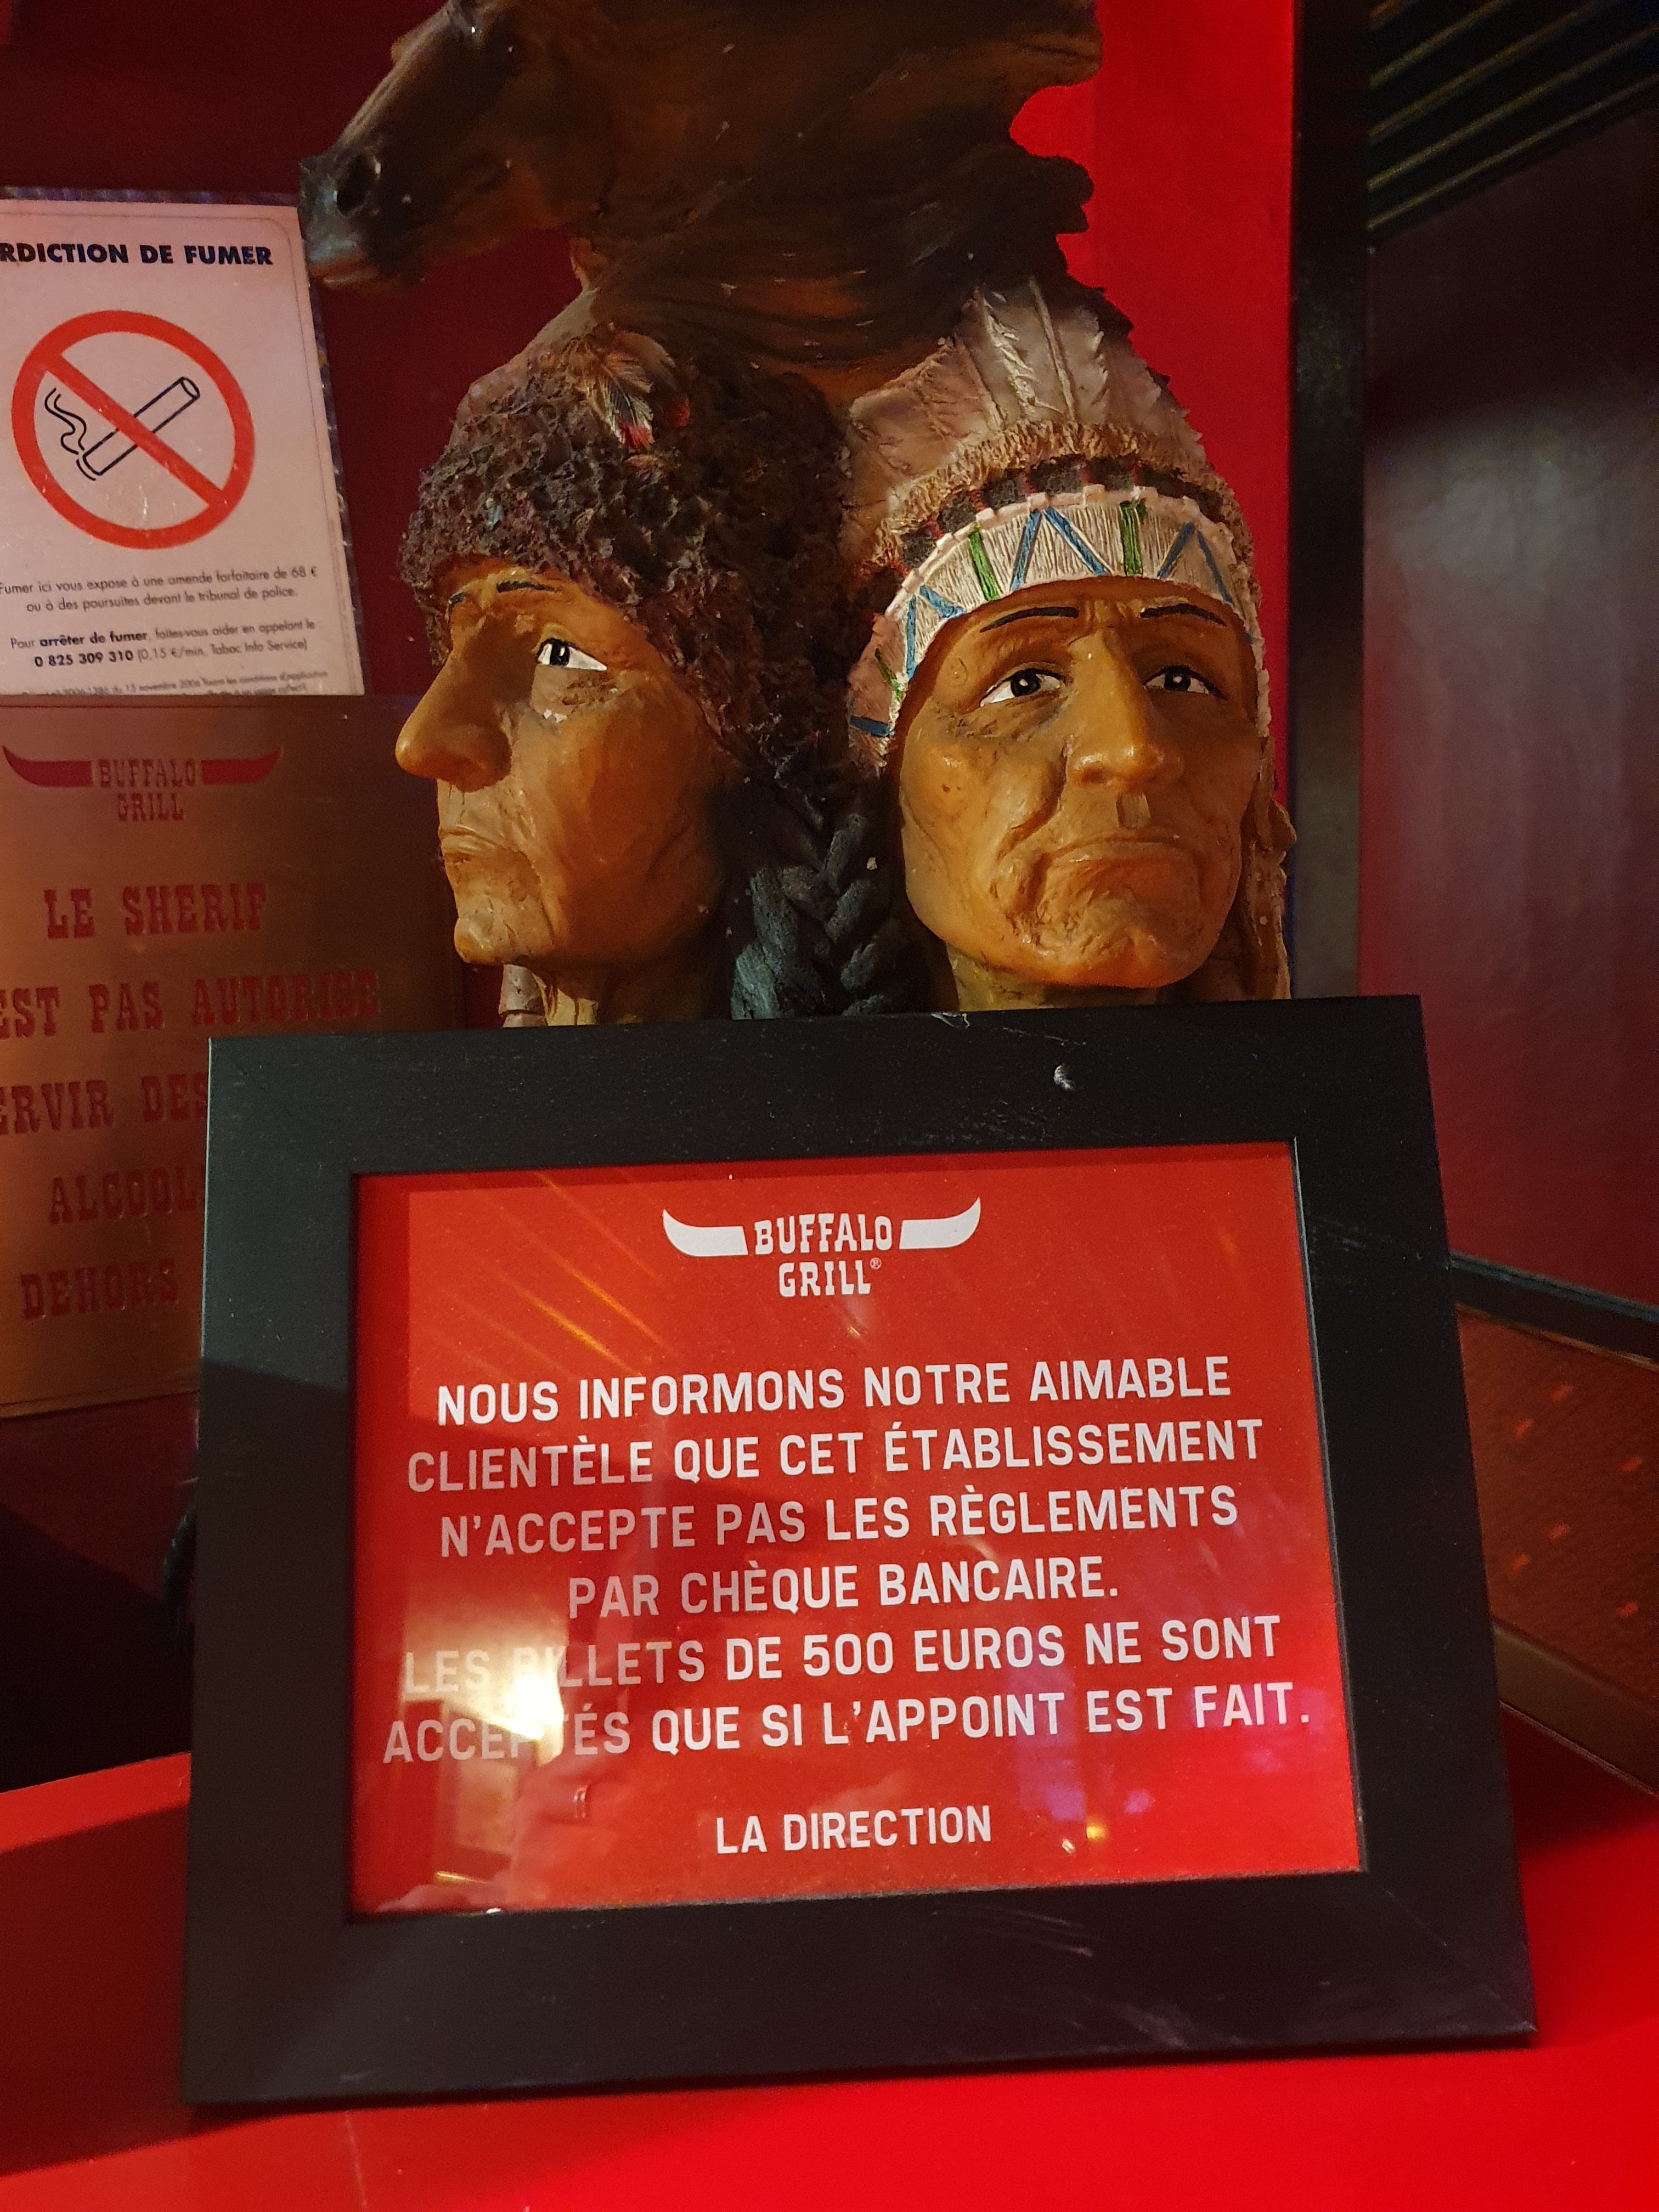 RDICTION DE FUMER
Fumer ici vous expose à une amende forfaitaire de 68 €
ou à des poursuites devant le tribunal de police.
Pour arrêter de fumer, faites-vous aider en appelant le
0 825 309 310 (0,15 €/min, Tabac Info Service)
BUFFALO
GRILL
LE SHERIF
EST PAS AUTORISE
ERVIR DES
ALCOOL
DEHORS
BUFFALO
GRILL®
NOUS INFORMONS NOTRE AIMABLE
CLIENTÈLE QUE CET ÉTABLISSEMENT
N'ACCEPTE PAS LES RÈGLEMENTS
PAR CHÈQUE BANCAIRE.
LES BILLETS DE 500 EUROS NE SONT
ACCEPTÉS QUE SI L'APPOINT EST FAIT.
LA DIRECTION